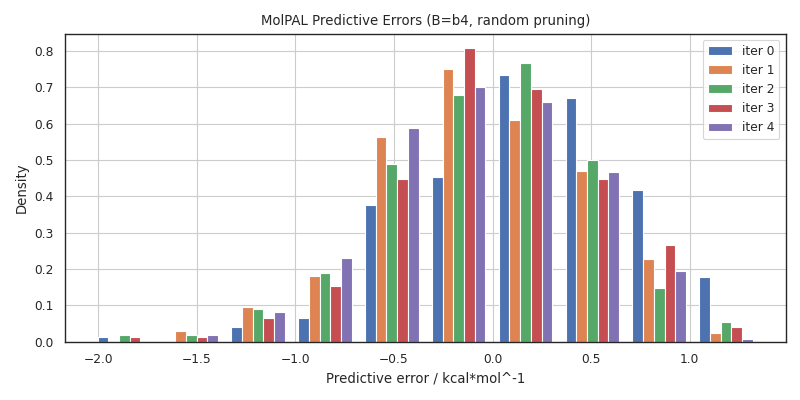 MolPAL Predictive Errors (B=b4, random pruning)
iter 0
iter 1
iter 2
iter 3
iter 4
Density
0.8
0.7
0.6
0.5
0.4
0.3
0.2
0.1
0.0
−2.0 −1.5 −1.0 −0.5 0.0 0.5 1.0
Predictive error / kcal*mol^-1